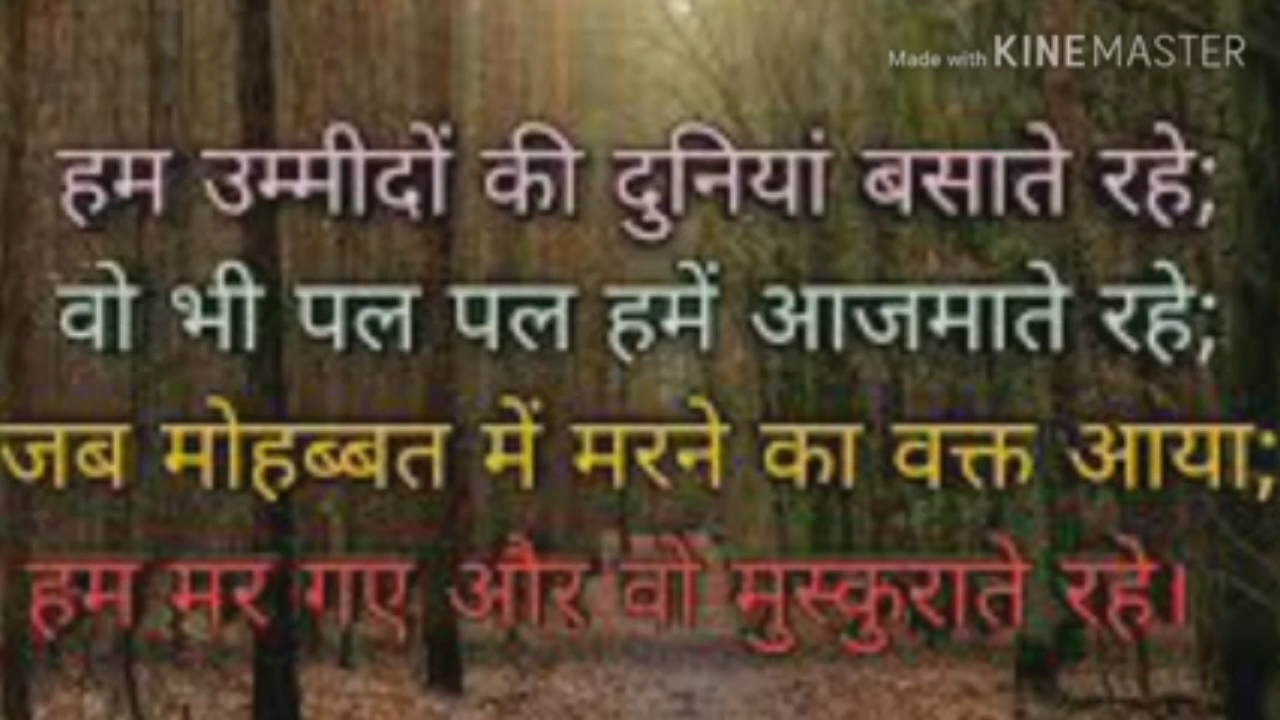 Made with KINEMASTER
हम उम्मीदों की दुनियां बसाते रहे;
वो भी पल पल हमें आजमाते रहे;
जब मोहब्बत में मरने का वक्त आया;
हम मर गए और वो मुस्कुराते रहे।